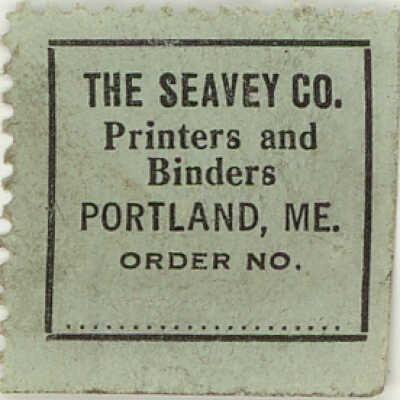 THE SEAVEY CO.
Printers and
Binders
PORTLAND, ME.
ORDER NO.
........................